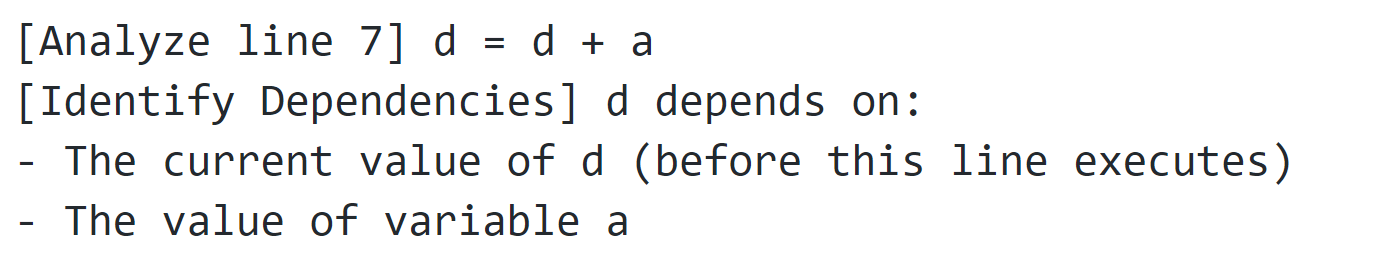 [Analyze line 7] d = d + a
[Identify Dependencies] d depends on:
- The current value of d (before this line executes)
- The value of variable a